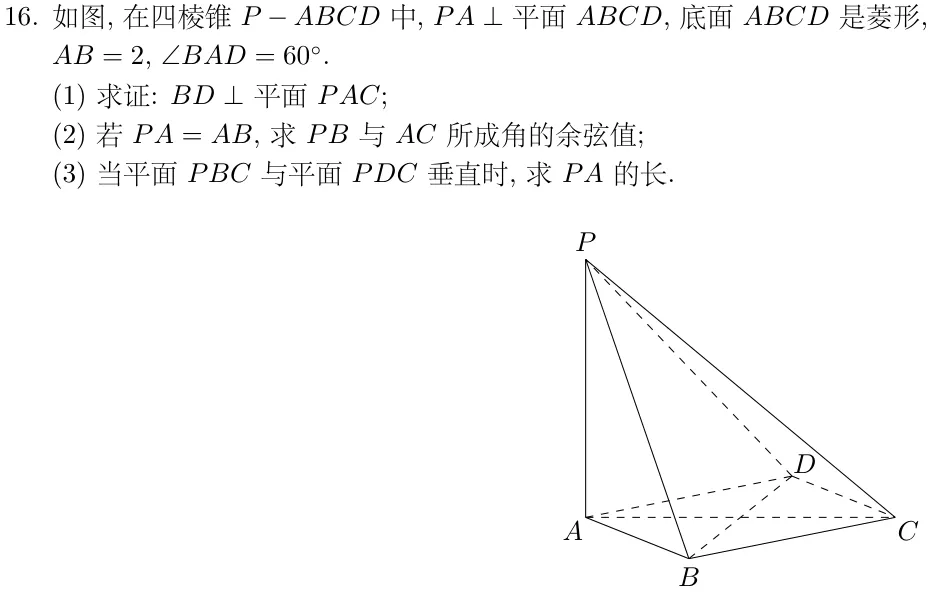 16. 如图, 在四棱锥 P − ABCD 中, PA ⊥ 平面 ABCD, 底面 ABCD 是菱形,
AB = 2, ∠BAD = 60°.
(1) 求证: BD ⊥ 平面 PAC;
(2) 若 PA = AB, 求 PB 与 AC 所成角的余弦值;
(3) 当平面 PBC 与平面 PDC 垂直时, 求 PA 的长.
P
D
A
C
B